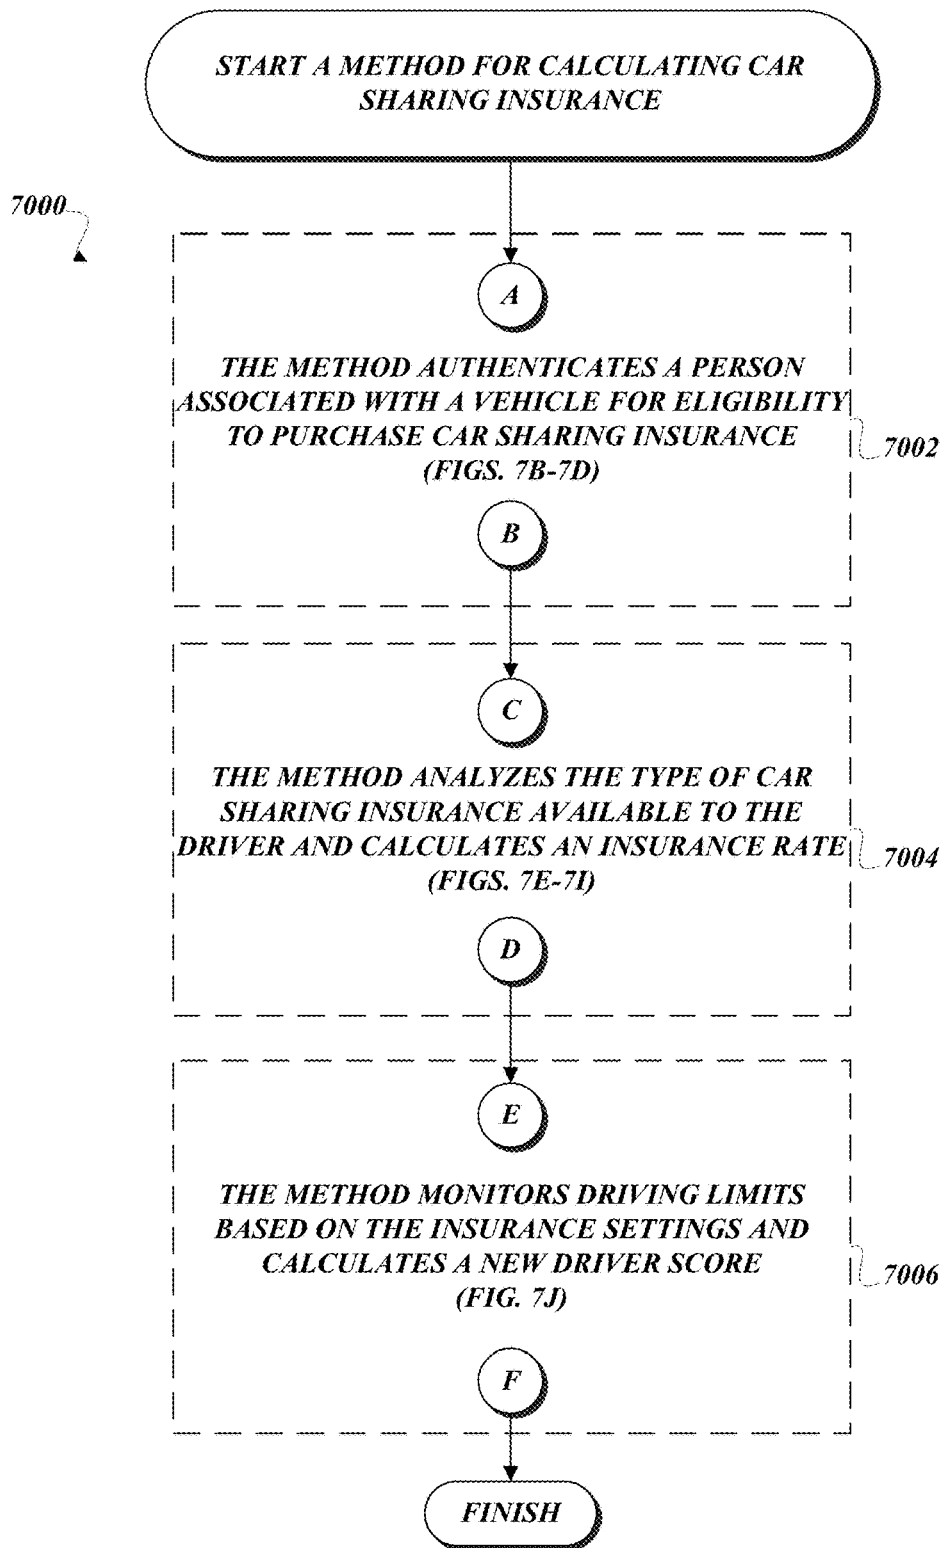 START A METHOD FOR CALCULATING CAR
SHARING INSURANCE
7000
A
THE METHOD AUTHENTICATES A PERSON
ASSOCIATED WITH A VEHICLE FOR ELIGIBILITY
TO PURCHASE CAR SHARING INSURANCE
(FIGS. 7B-7D)
7002
B
C
THE METHOD ANALYZES THE TYPE OF CAR
SHARING INSURANCE AVAILABLE TO THE
DRIVER AND CALCULATES AN INSURANCE RATE
(FIGS. 7E-7I)
7004
D
E
THE METHOD MONITORS DRIVING LIMITS
BASED ON THE INSURANCE SETTINGS AND
CALCULATES A NEW DRIVER SCORE
(FIG. 7J)
7006
F
FINISH